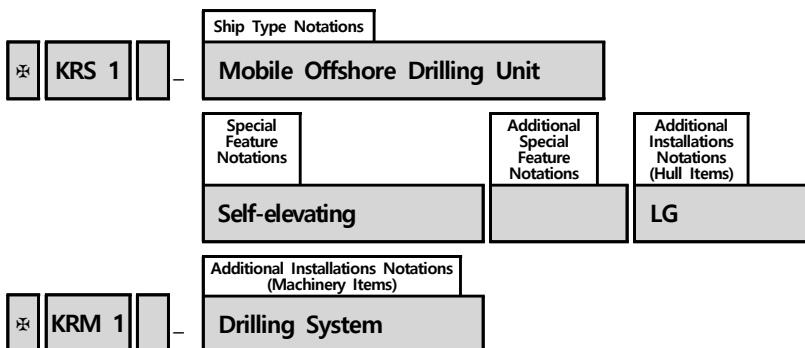 Ship Type Notations
✠ KRS 1 _ Mobile Offshore Drilling Unit
Special
Feature
Notations
Additional
Special
Feature
Notations
Additional
Installations
Notations
(Hull Items)
Self-elevating LG
Additional Installations Notations
(Machinery Items)
✠ KRM 1 _ Drilling System